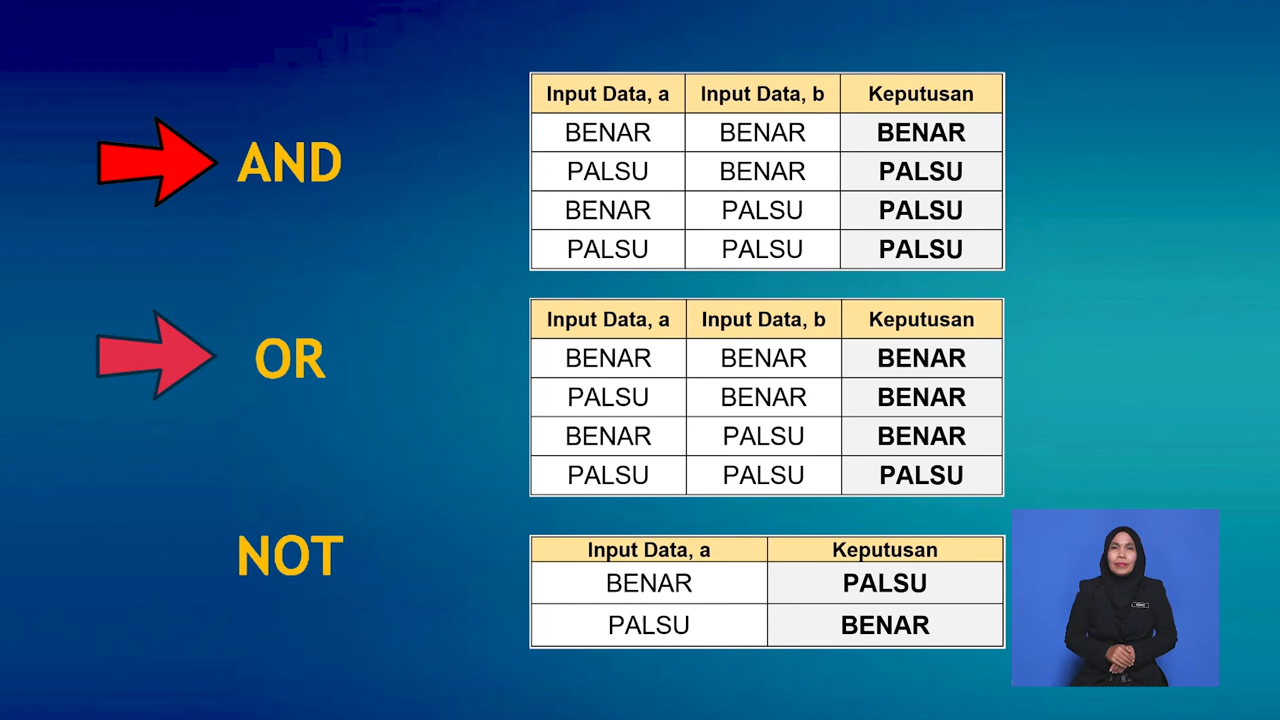 AND
Input Data, a Input Data, b Keputusan
BENAR BENAR BENAR
PALSU BENAR PALSU
BENAR PALSU PALSU
PALSU PALSU PALSU
OR
Input Data, a Input Data, b Keputusan
BENAR BENAR BENAR
PALSU BENAR BENAR
BENAR PALSU BENAR
PALSU PALSU PALSU
NOT
Input Data, a Keputusan
BENAR PALSU
PALSU BENAR